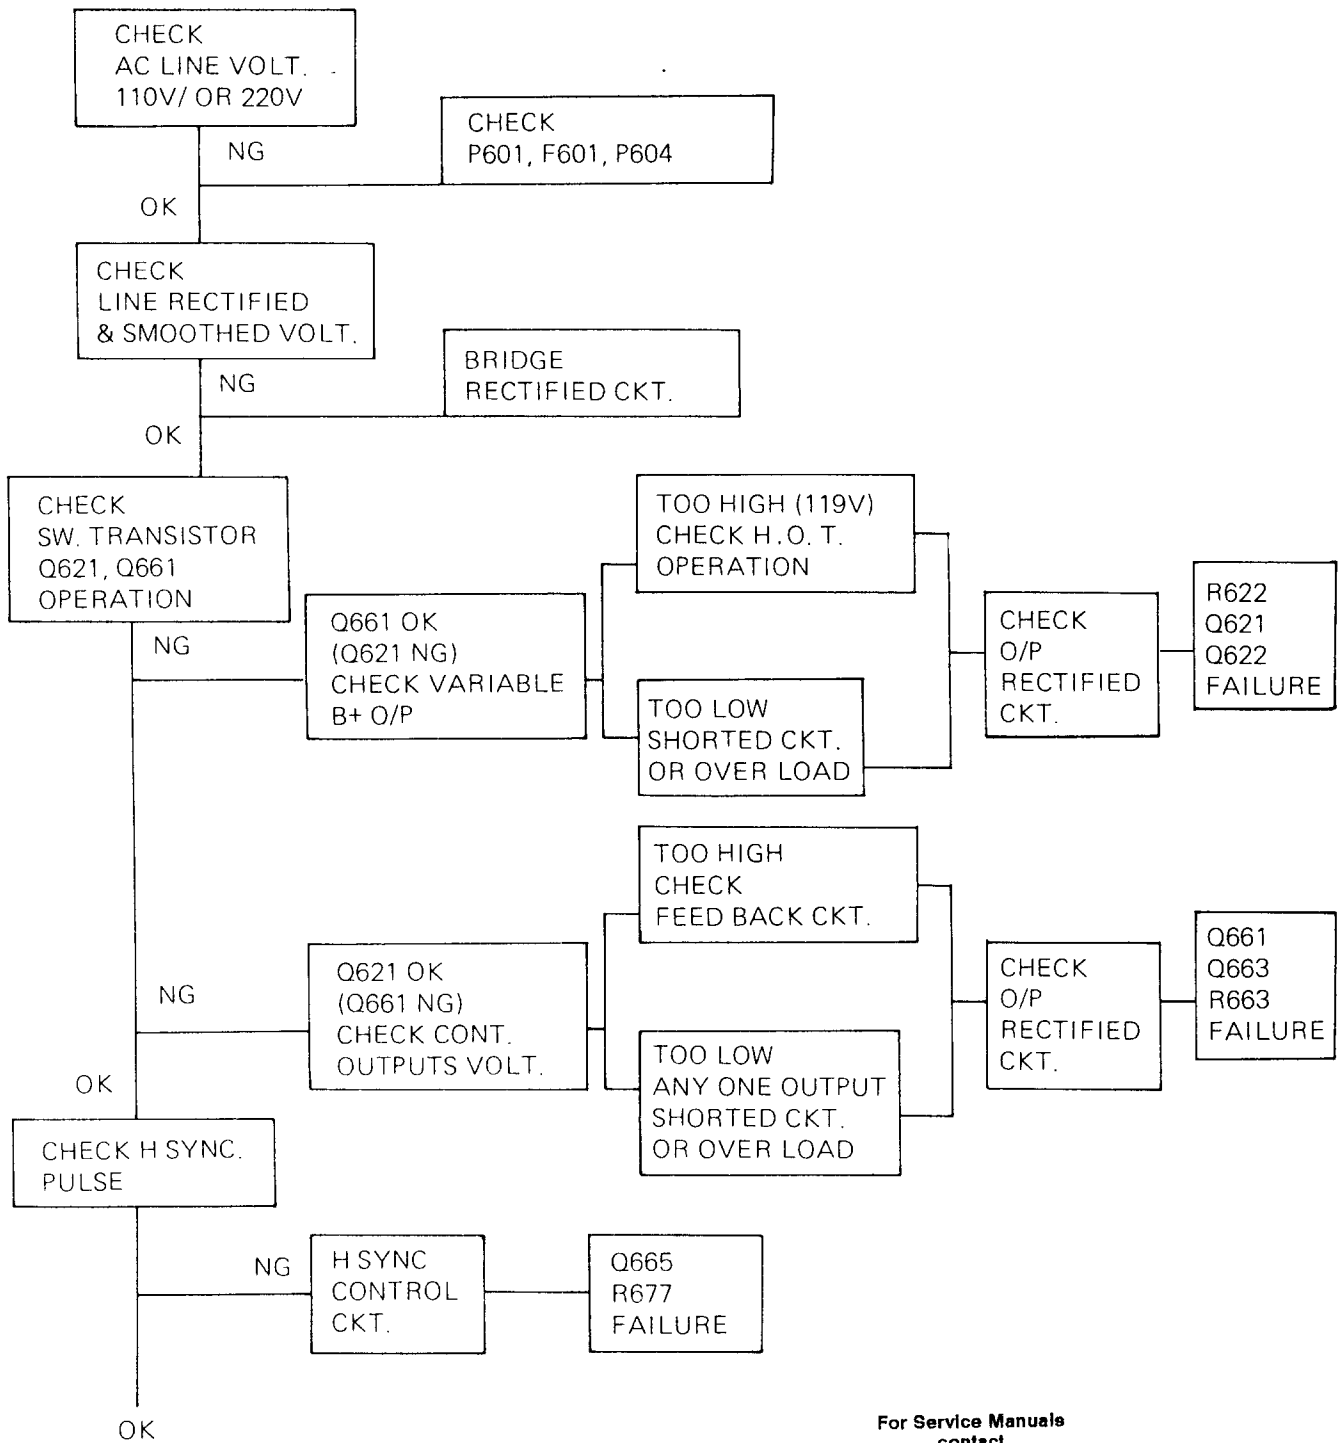 CHECK
AC LINE VOLT.
110V/ OR 220V
NG
CHECK
P601, F601, P604
OK
CHECK
LINE RECTIFIED
& SMOOTHED VOLT.
NG
BRIDGE
RECTIFIED CKT.
OK
CHECK
SW. TRANSISTOR
Q621, Q661
OPERATION
NG
Q661 OK
(Q621 NG)
CHECK VARIABLE
B+ O/P
TOO HIGH (119V)
CHECK H.O.T.
OPERATION
TOO LOW
SHORTED CKT.
OR OVER LOAD
CHECK
O/P
RECTIFIED
CKT.
R622
Q621
Q622
FAILURE
NG
Q621 OK
(Q661 NG)
CHECK CONT.
OUTPUTS VOLT.
TOO HIGH
CHECK
FEED BACK CKT.
TOO LOW
ANY ONE OUTPUT
SHORTED CKT.
OR OVER LOAD
CHECK
O/P
RECTIFIED
CKT.
Q661
Q663
R663
FAILURE
OK
CHECK H SYNC.
PULSE
NG
H SYNC
CONTROL
CKT.
Q665
R677
FAILURE
OK
For Service Manuals
contact